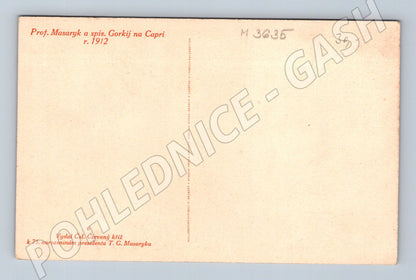 Prof. Masaryk a spis. Gorkij na Capri
r. 1912
M 3635
POHLEDNICE - GASH
Vydal Čsl. Červený kříž
k 75. narozeninám presidenta T. G. Masaryka